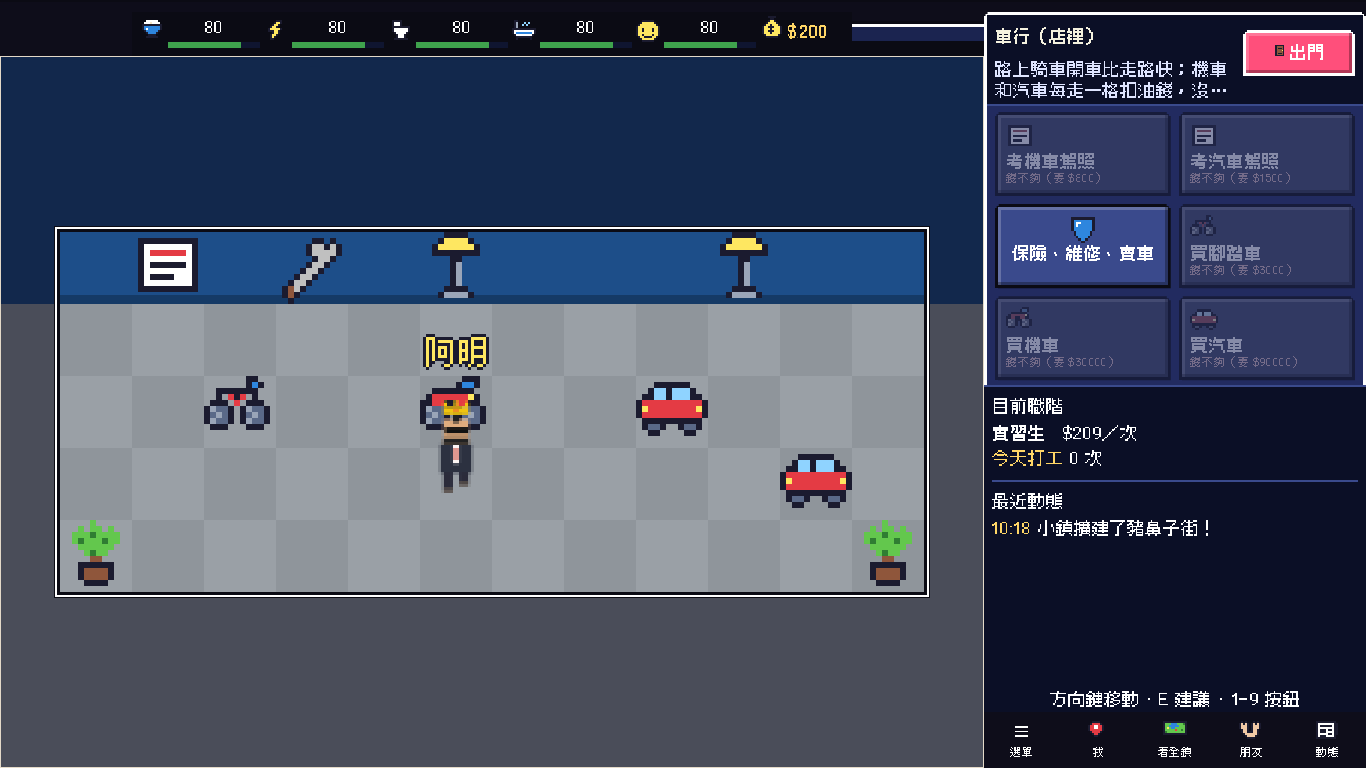 80 80 80 80 80 $200
車行（店裡）
出門
路上騎車開車比走路快；機車
和汽車每走一格扣油錢，沒…
考機車駕照
錢不夠（要 $600）
考汽車駕照
錢不夠（要 $1500）
保險、維修、賣車
買腳踏車
錢不夠（要 $3000）
買機車
錢不夠（要 $30000）
買汽車
錢不夠（要 $90000）
阿明
目前職階
實習生 $209／次
今天打工 0 次
最近動態
10:18 小鎮擴建了豬鼻子街！
方向鍵移動 · E 建議 · 1-9 按鈕
選單 我 看全鎮 朋友 動態